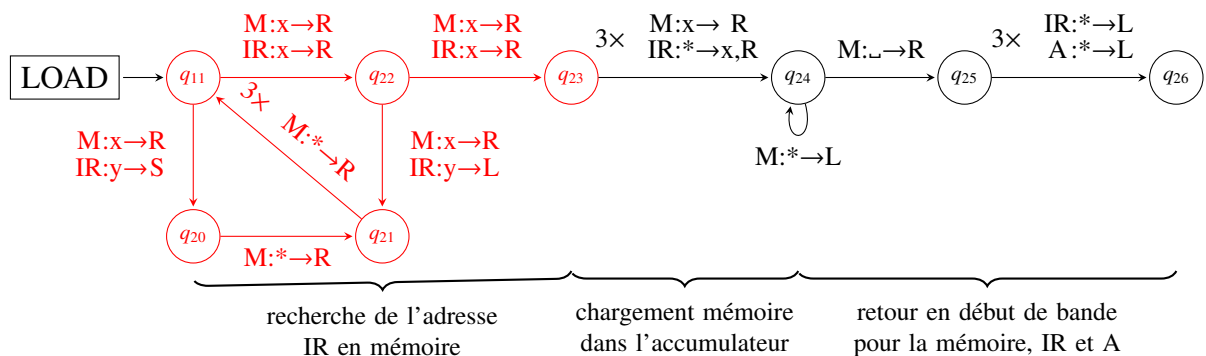 M:x→R
IR:x→R
M:x→R
IR:x→R
3×
M:x→ R
IR:*→x,R
M:␣→R
3×
IR:*→L
A :*→L
LOAD
q11
q22
q23
q24
q25
q26
3×
M:*→R
M:x→R
IR:y→S
M:x→R
IR:y→L
M:*→L
q20
q21
M:*→R
recherche de l'adresse
IR en mémoire
chargement mémoire
dans l'accumulateur
retour en début de bande
pour la mémoire, IR et A